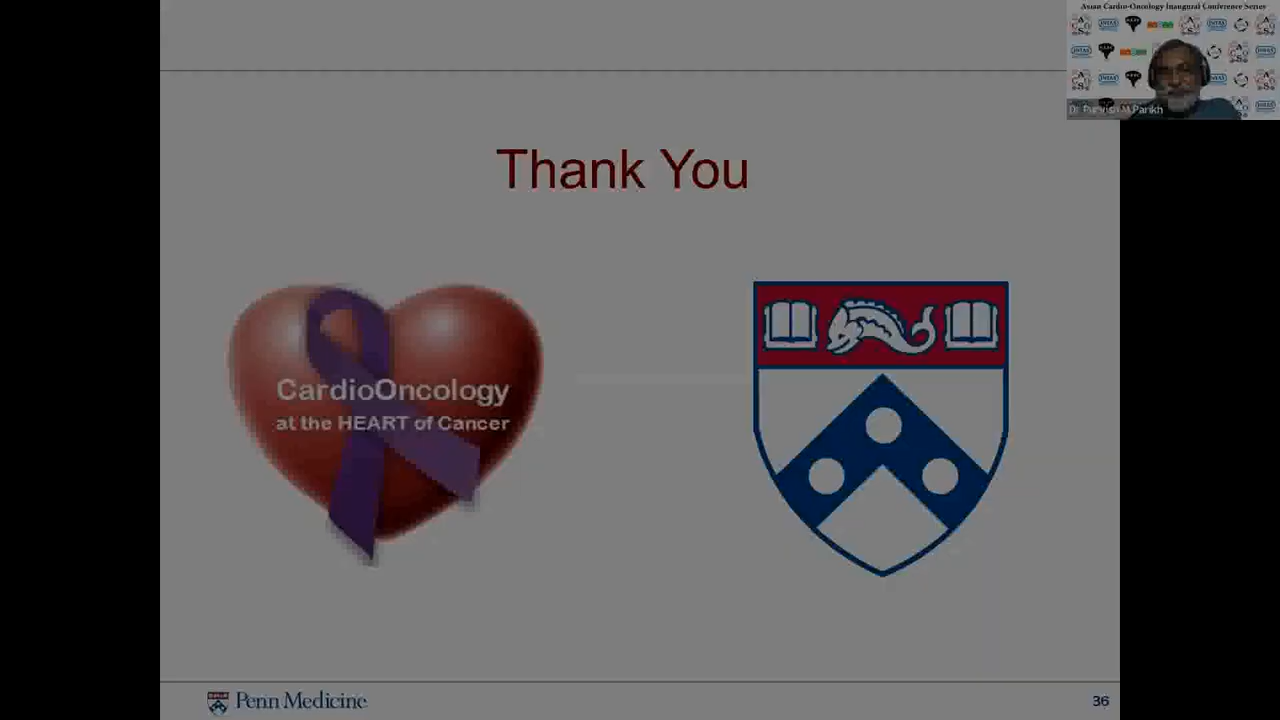 Asian Cardio-Oncology Inaugural Conference Series
Thank You
CardioOncology
at the HEART of Cancer
Penn Medicine
36